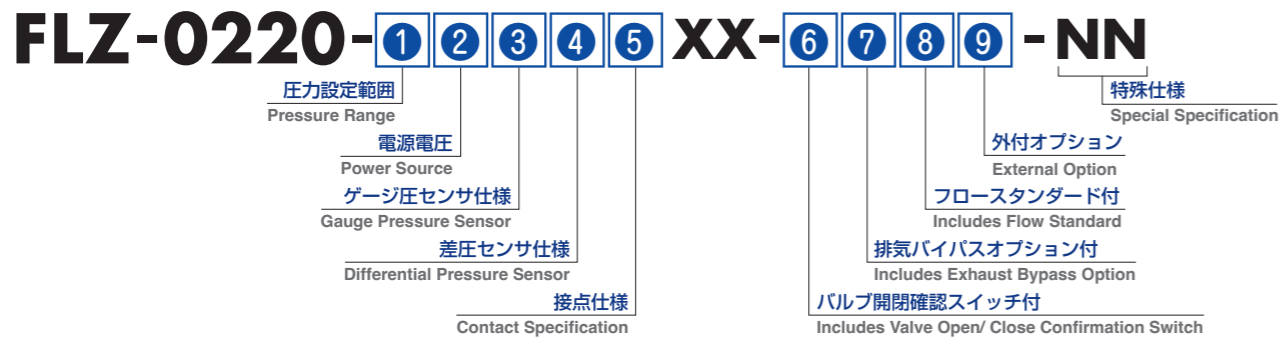 FLZ-0220-❶❷❸❹❺XX-❻❼❽❾-NN
圧力設定範囲
Pressure Range
特殊仕様
Special Specification
電源電圧
Power Source
外付オプション
External Option
ゲージ圧センサ仕様
Gauge Pressure Sensor
フロースタンダード付
Includes Flow Standard
差圧センサ仕様
Differential Pressure Sensor
排気バイパスオプション付
Includes Exhaust Bypass Option
接点仕様
Contact Specification
バルブ開閉確認スイッチ付
Includes Valve Open/ Close Confirmation Switch